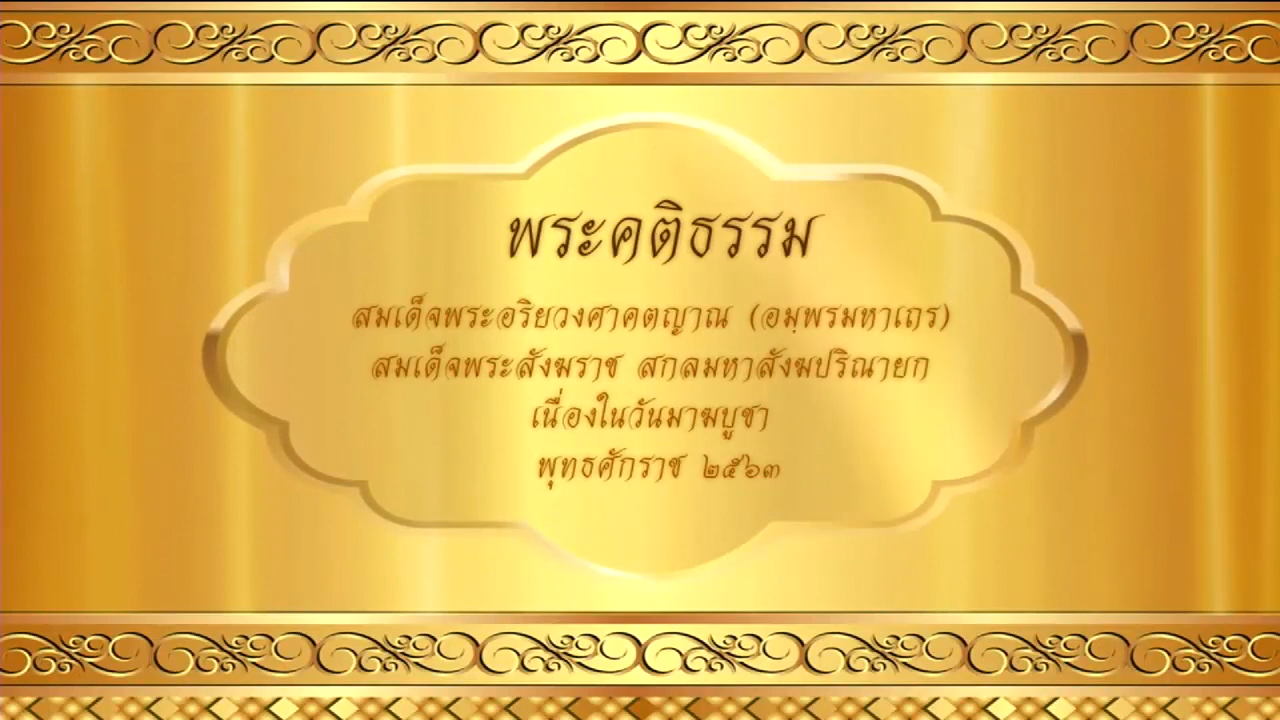 พระคติธรรม
สมเด็จพระอริยวงศาคตญาณ (อมฺพรมหาเถร)
สมเด็จพระสังฆราช สกลมหาสังฆปริณายก
เนื่องในวันมาฆบูชา
พุทธศักราช ๒๕๖๓